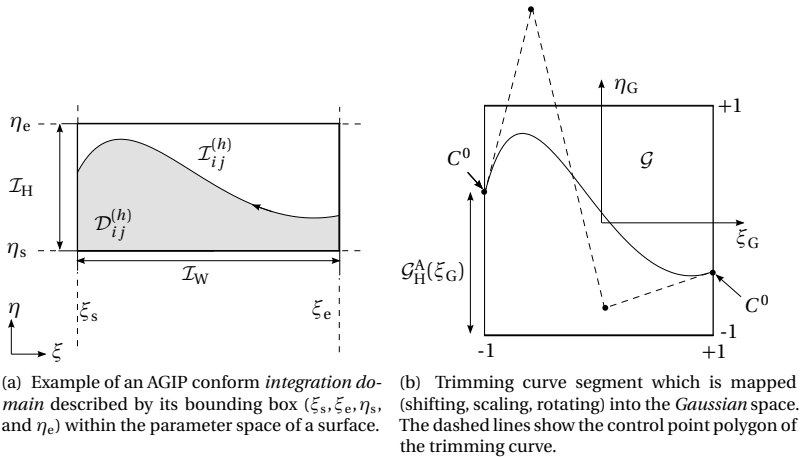 η_e
𝓘_H
η_s
𝓘_ij^(h)
𝓓_ij^(h)
𝓘_W
ξ_s
ξ_e
η
ξ
η_G
+1
𝓖
C^0
ξ_G
𝓖_H^A(ξ_G)
C^0
-1
-1
+1
(a) Example of an AGIP conform integration do-
main described by its bounding box (ξ_s, ξ_e, η_s,
and η_e) within the parameter space of a surface.
(b) Trimming curve segment which is mapped
(shifting, scaling, rotating) into the Gaussian space.
The dashed lines show the control point polygon of
the trimming curve.